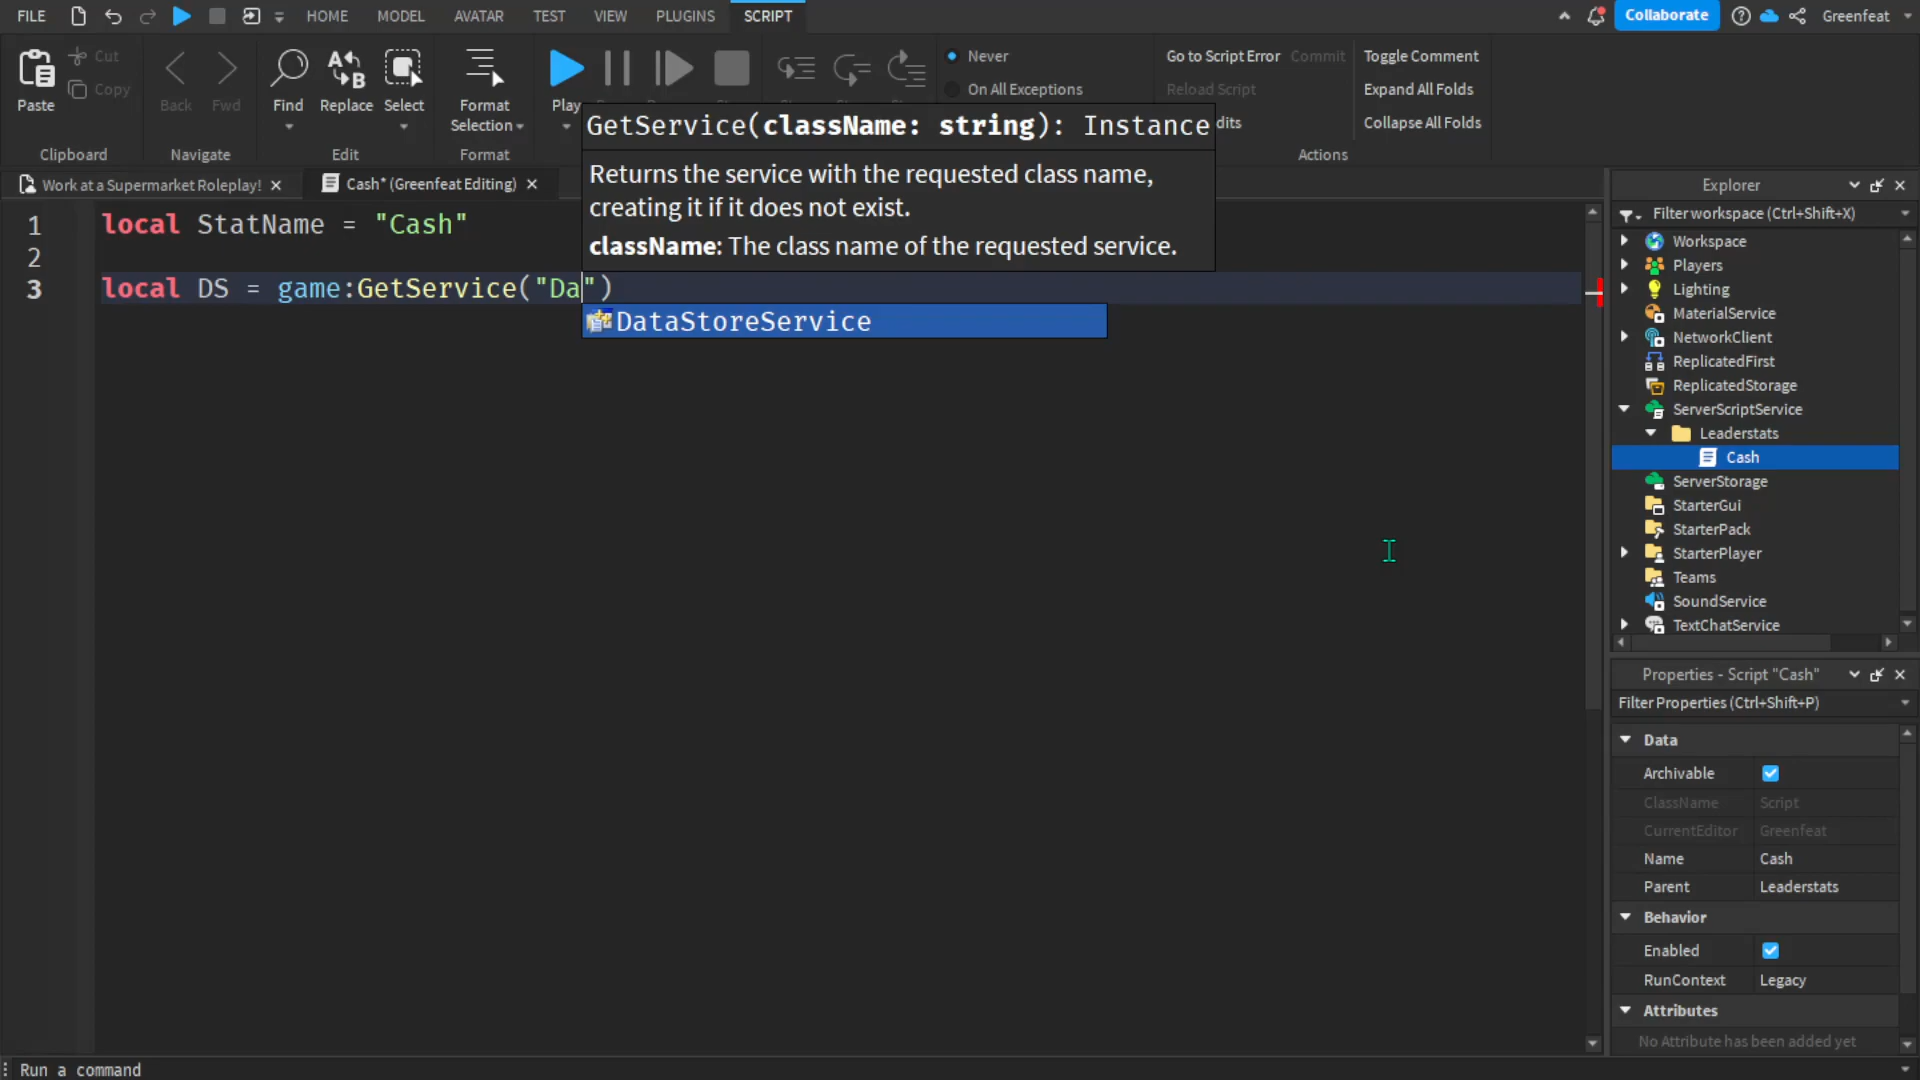 FILE HOME MODEL AVATAR TEST VIEW PLUGINS SCRIPT Collaborate Greenfeat
Paste Cut Copy Back Fwd Find Replace Select Format Selection Play Never On All Exceptions Go to Script Error Commit Reload Script Toggle Comment Expand All Folds Collapse All Folds
Clipboard Navigate Edit Format Actions
GetService(className: string): Instance
Returns the service with the requested class name,
creating it if it does not exist.
className: The class name of the requested service.
Work at a Supermarket Roleplay! Cash* (Greenfeat Editing)
1 local StatName = "Cash"
2
3 local DS = game:GetService("Da")
DataStoreService
Explorer
Filter workspace (Ctrl+Shift+X)
Workspace
Players
Lighting
MaterialService
NetworkClient
ReplicatedFirst
ReplicatedStorage
ServerScriptService
Leaderstats
Cash
ServerStorage
StarterGui
StarterPack
StarterPlayer
Teams
SoundService
TextChatService
Properties - Script "Cash"
Filter Properties (Ctrl+Shift+P)
Data
Archivable
ClassName Script
CurrentEditor Greenfeat
Name Cash
Parent Leaderstats
Behavior
Enabled
RunContext Legacy
Attributes
No Attribute has been added yet
Run a command